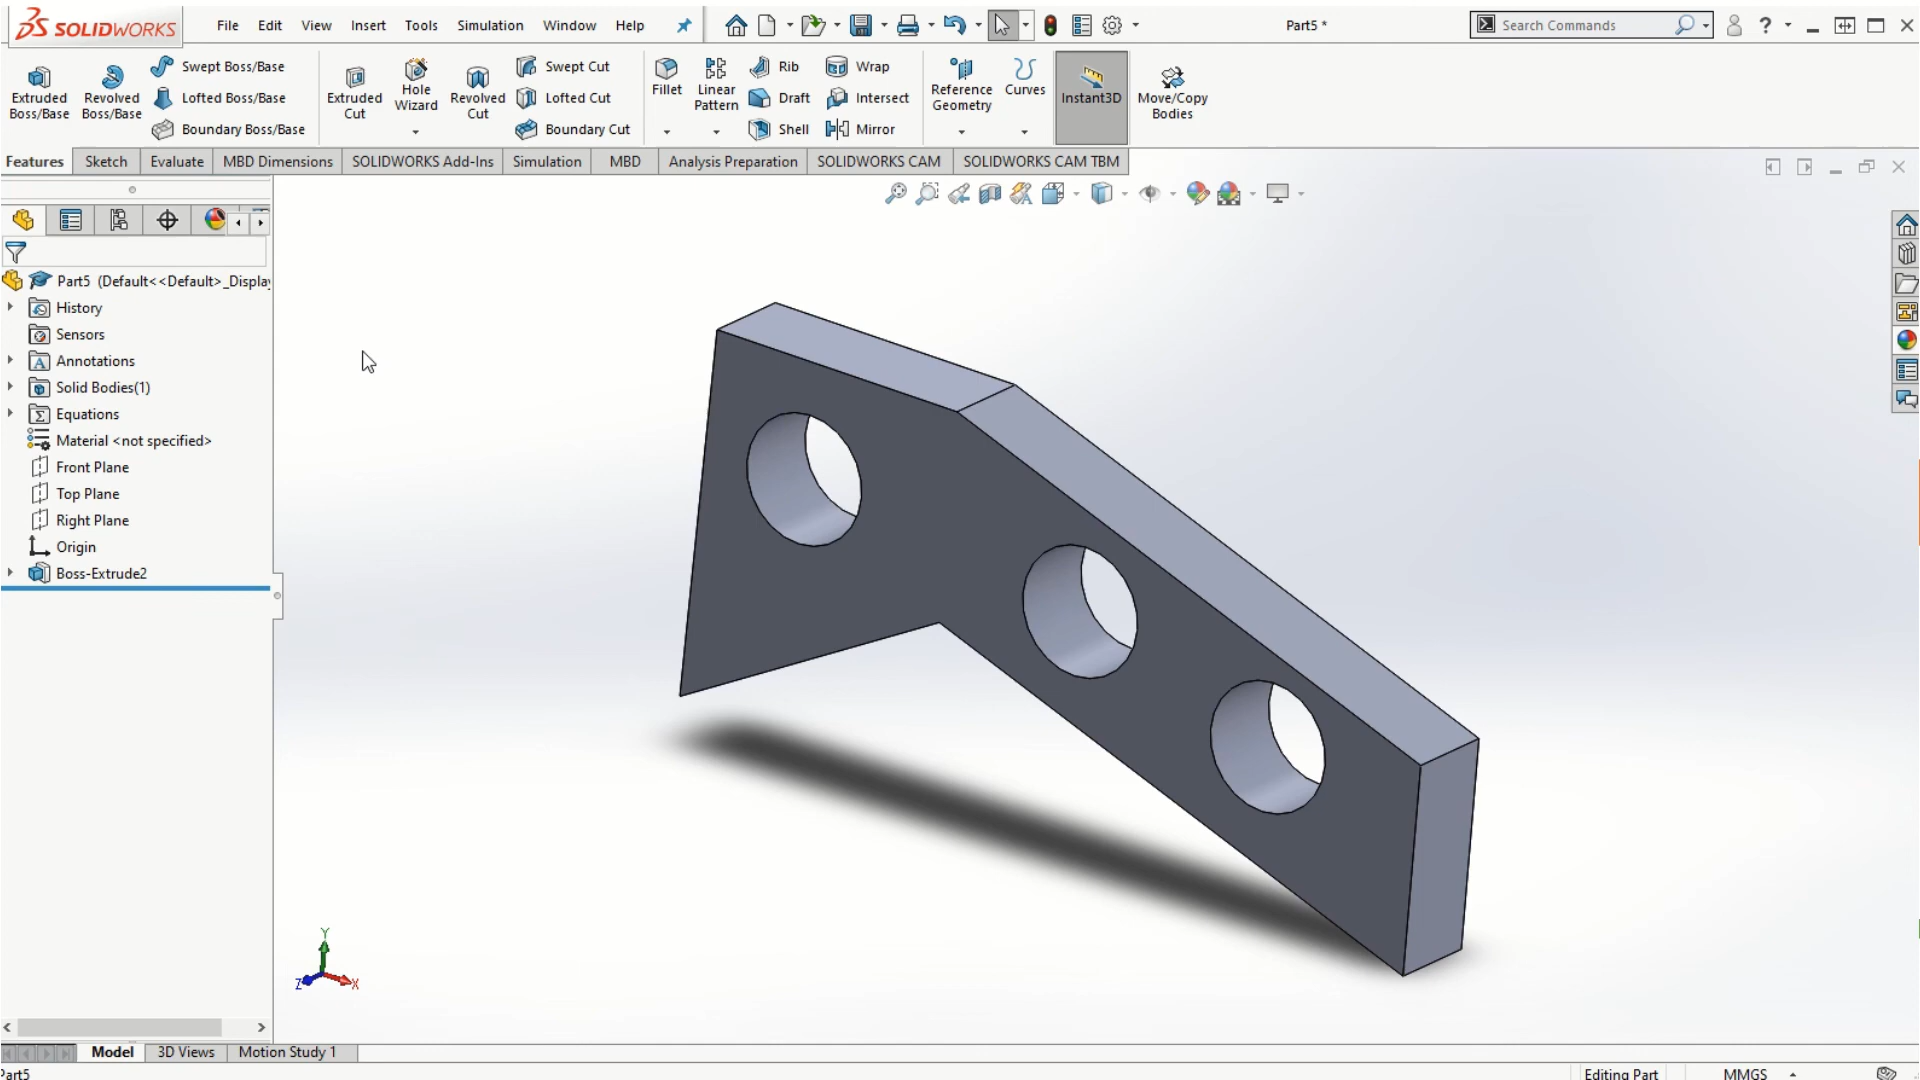 SOLIDWORKS File Edit View Insert Tools Simulation Window Help Part5 * Search Commands ?
Extruded Boss/Base
Revolved Boss/Base
Swept Boss/Base
Lofted Boss/Base
Boundary Boss/Base
Extruded Cut
Hole Wizard
Revolved Cut
Swept Cut
Lofted Cut
Boundary Cut
Fillet
Linear Pattern
Rib
Draft
Shell
Wrap
Intersect
Mirror
Reference Geometry
Curves
Instant3D
Move/Copy Bodies
Features Sketch Evaluate MBD Dimensions SOLIDWORKS Add-Ins Simulation MBD Analysis Preparation SOLIDWORKS CAM SOLIDWORKS CAM TBM
Part5 (Default<<Default>_Display
History
Sensors
Annotations
Solid Bodies(1)
Equations
Material <not specified>
Front Plane
Top Plane
Right Plane
Origin
Boss-Extrude2
Y
Z X
Model 3D Views Motion Study 1
Part5 Editing Part MMGS